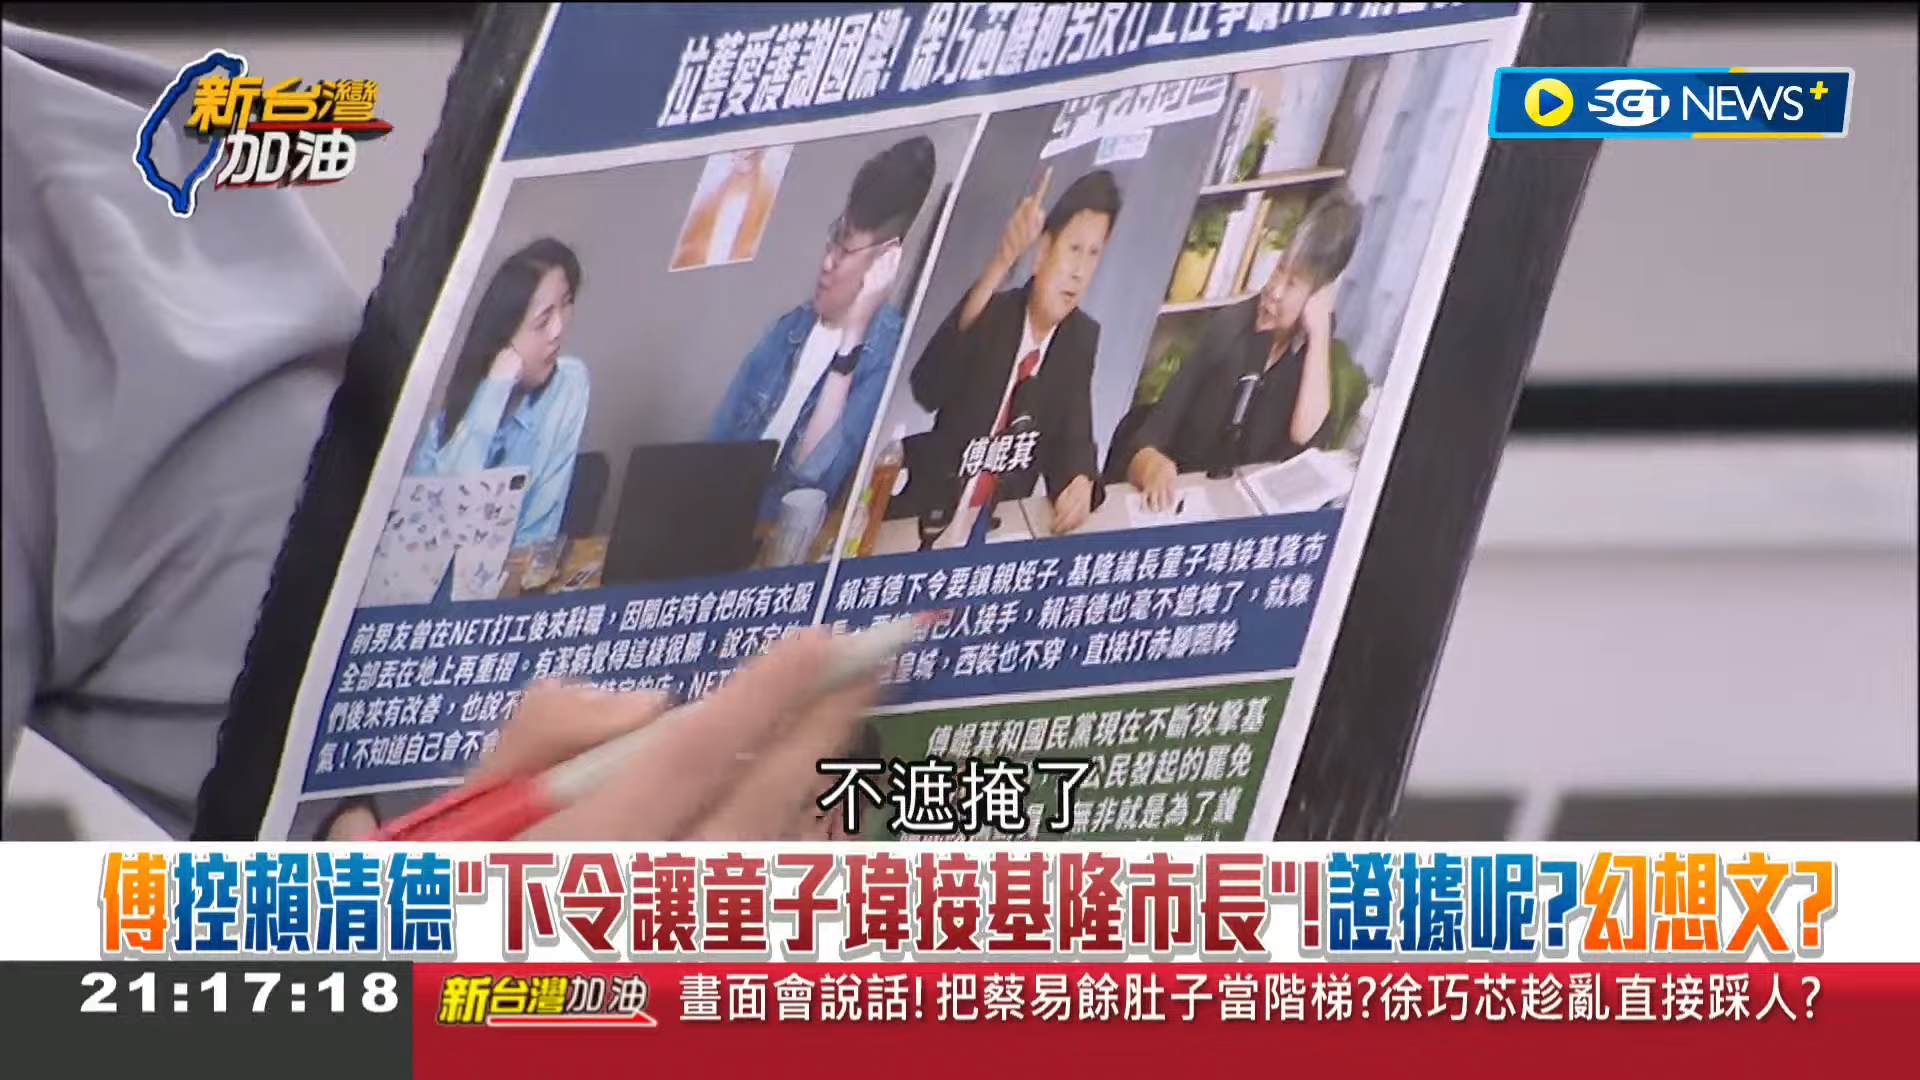 新台灣
加油
SET NEWS+
拉舊愛護謝國樑!徐巧芯
傅崐萁
前男友曾在NET打工後來辭職,因開店時會把所有衣服
全部丟在地上再重摺。有潔癖覺得這樣很髒,說不定
們後來有改善,也說不
氣!不知道自己會不會
賴清德下令要讓親姪子.基隆議長童子瑋接基隆市
己人接手,賴清德也毫不遮掩了,就像
皇城,西裝也不穿,直接打赤腳照幹
傅崐萁和國民黨現在不斷攻擊基
公民發起的罷免
無非就是為了護
不遮掩了
傅控賴清德"下令讓童子瑋接基隆市長"!證據呢?幻想文?
21:17:18
新台灣加油
畫面會說話!把蔡易餘肚子當階梯?徐巧芯趁亂直接踩人?